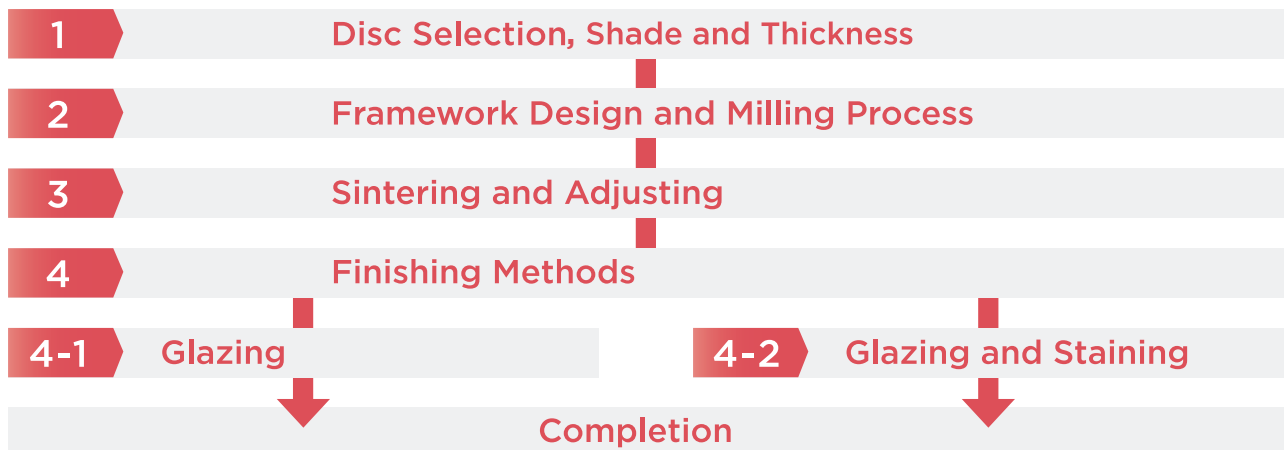 1 Disc Selection, Shade and Thickness
2 Framework Design and Milling Process
3 Sintering and Adjusting
4 Finishing Methods
4-1 Glazing
4-2 Glazing and Staining
Completion